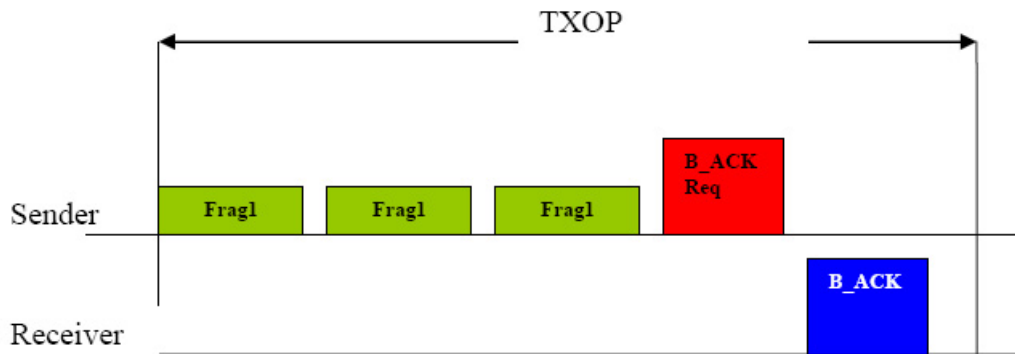 TXOP
B_ACK
Req
Frag1 Frag1 Frag1
Sender
B_ACK
Receiver